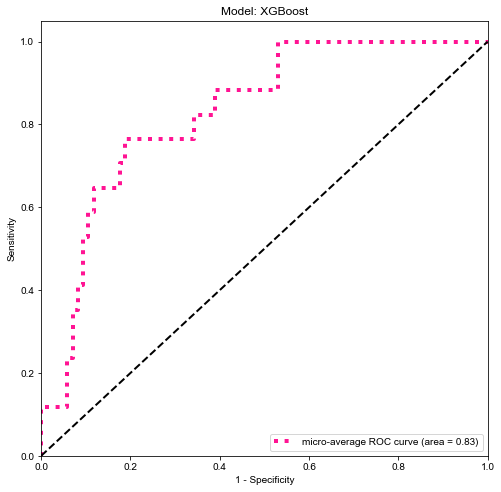 Model: XGBoost
1.0
0.8
0.6
0.4
0.2
0.0
Sensitivity
micro-average ROC curve (area = 0.83)
0.0 0.2 0.4 0.6 0.8 1.0
1 - Specificity